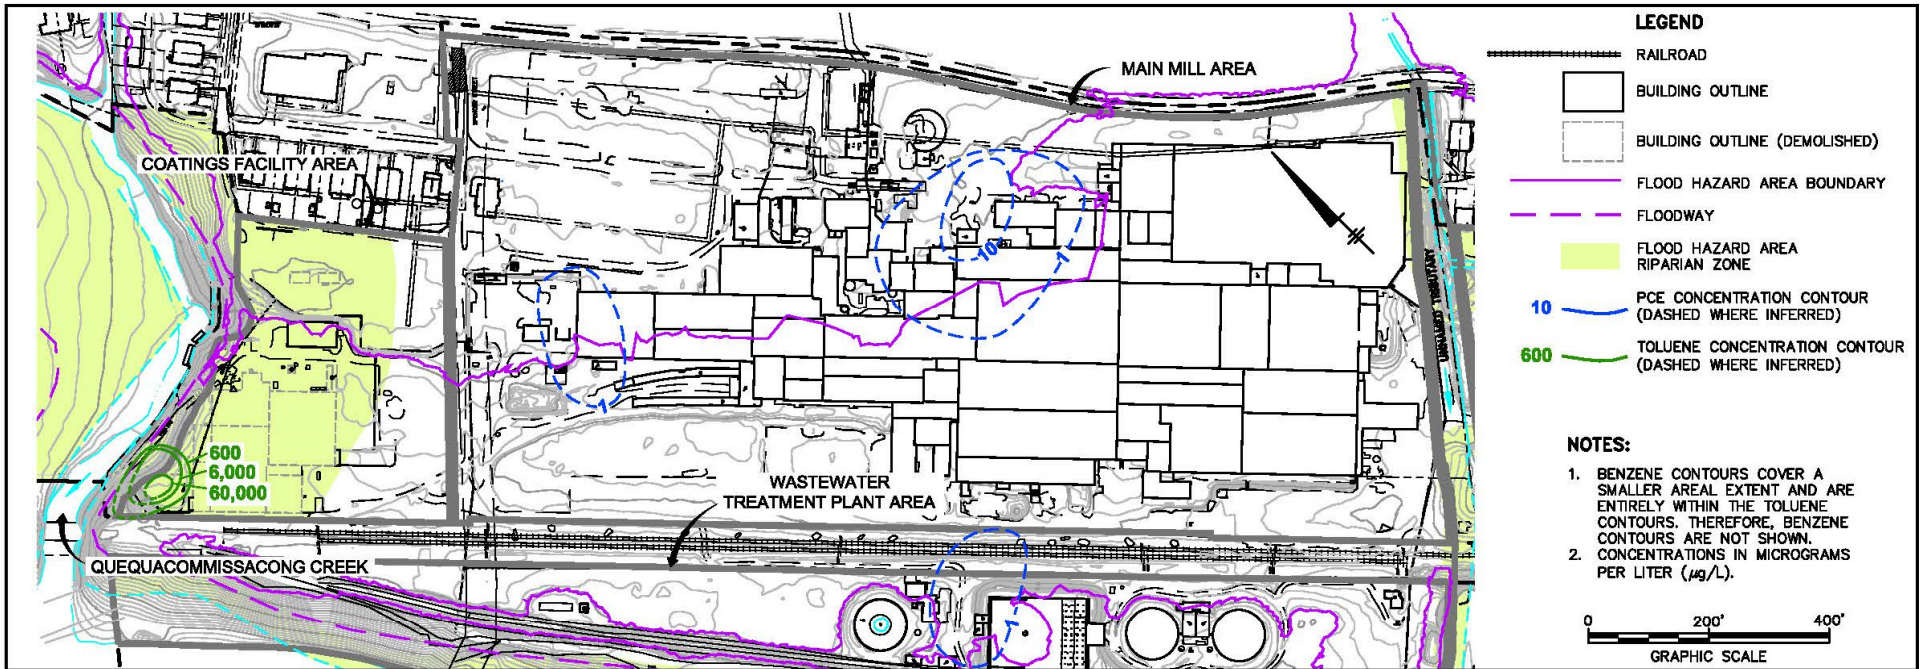 MAIN MILL AREA
COATINGS FACILITY AREA
10
1
1
UNNAMED TRIBUTARY
600
6,000
60,000
WASTEWATER
TREATMENT PLANT AREA
QUEQUACOMMISSACONG CREEK
1
LEGEND
RAILROAD
BUILDING OUTLINE
BUILDING OUTLINE (DEMOLISHED)
FLOOD HAZARD AREA BOUNDARY
FLOODWAY
FLOOD HAZARD AREA
RIPARIAN ZONE
10 PCE CONCENTRATION CONTOUR
(DASHED WHERE INFERRED)
600 TOLUENE CONCENTRATION CONTOUR
(DASHED WHERE INFERRED)
NOTES:
1. BENZENE CONTOURS COVER A
SMALLER AREAL EXTENT AND ARE
ENTIRELY WITHIN THE TOLUENE
CONTOURS. THEREFORE, BENZENE
CONTOURS ARE NOT SHOWN.
2. CONCENTRATIONS IN MICROGRAMS
PER LITER (µg/L).
0 200' 400'
GRAPHIC SCALE